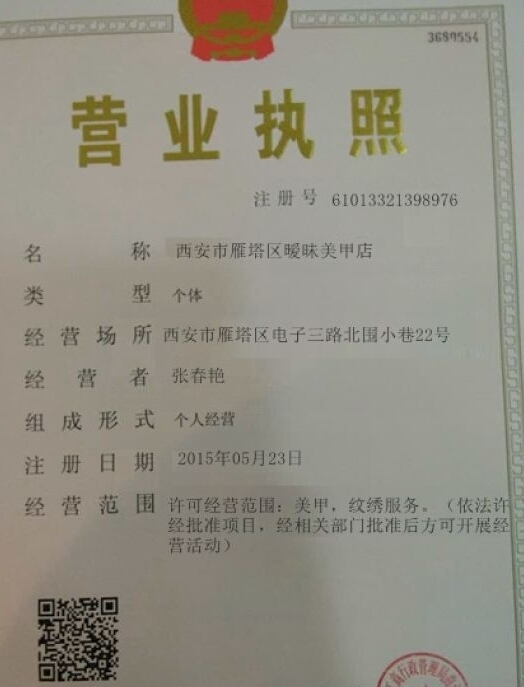 3689554
营业执照
注册号 61013321398976
名称 西安市雁塔区暧昧美甲店
类型 个体
经营场所 西安市雁塔区电子三路北围小巷22号
经营者 张春艳
组成形式 个人经营
注册日期 2015年05月23日
经营范围 许可经营范围：美甲，纹绣服务。（依法许
经批准项目，经相关部门批准后方可开展经
营活动）
行政管理局